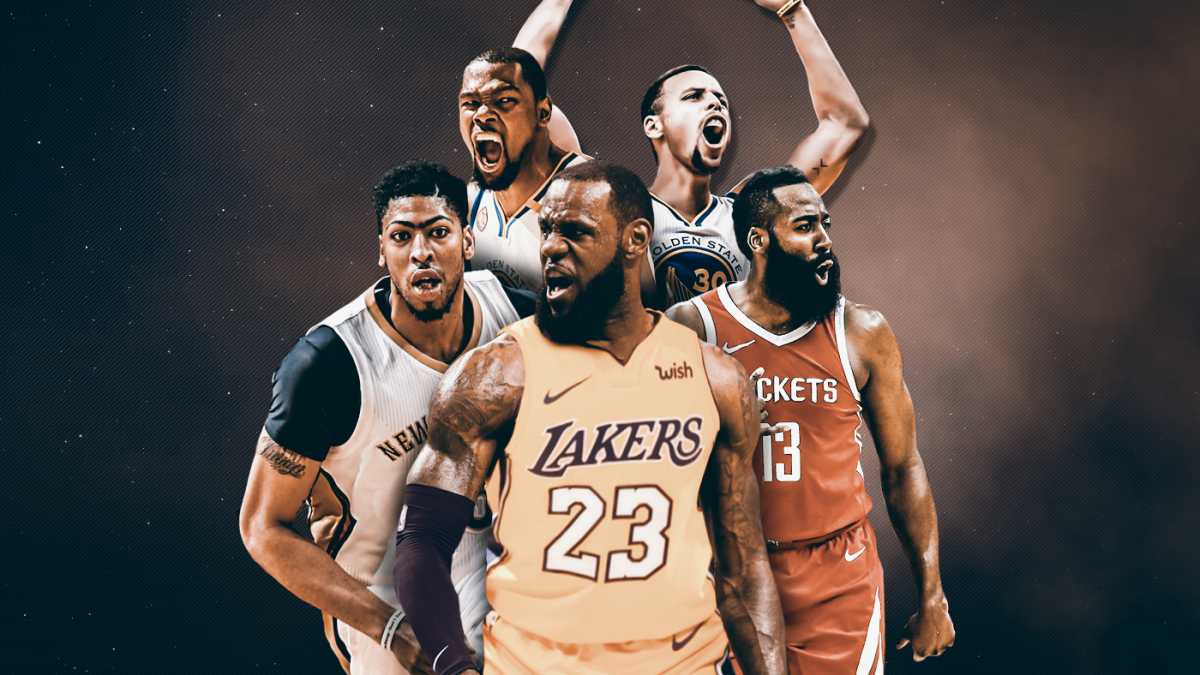 OLDEN STATE
30
wish
CKETS
NEW
LAKERS
13
23